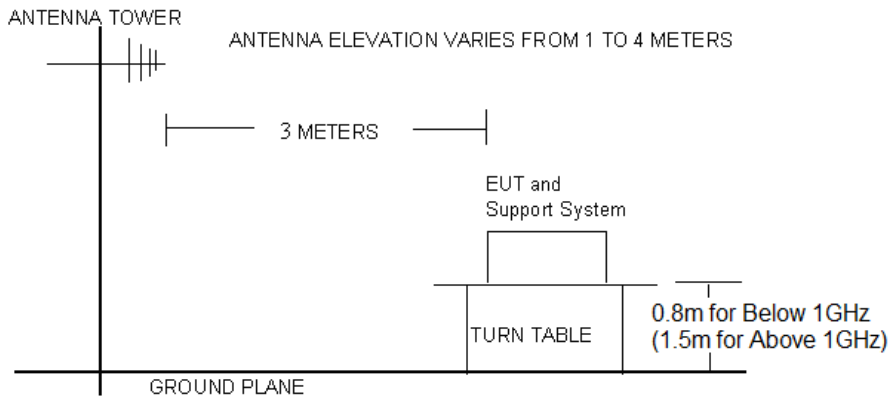 ANTENNA TOWER
ANTENNA ELEVATION VARIES FROM 1 TO 4 METERS
3 METERS
EUT and
Support System
0.8m for Below 1GHz
TURN TABLE
(1.5m for Above 1GHz)
GROUND PLANE